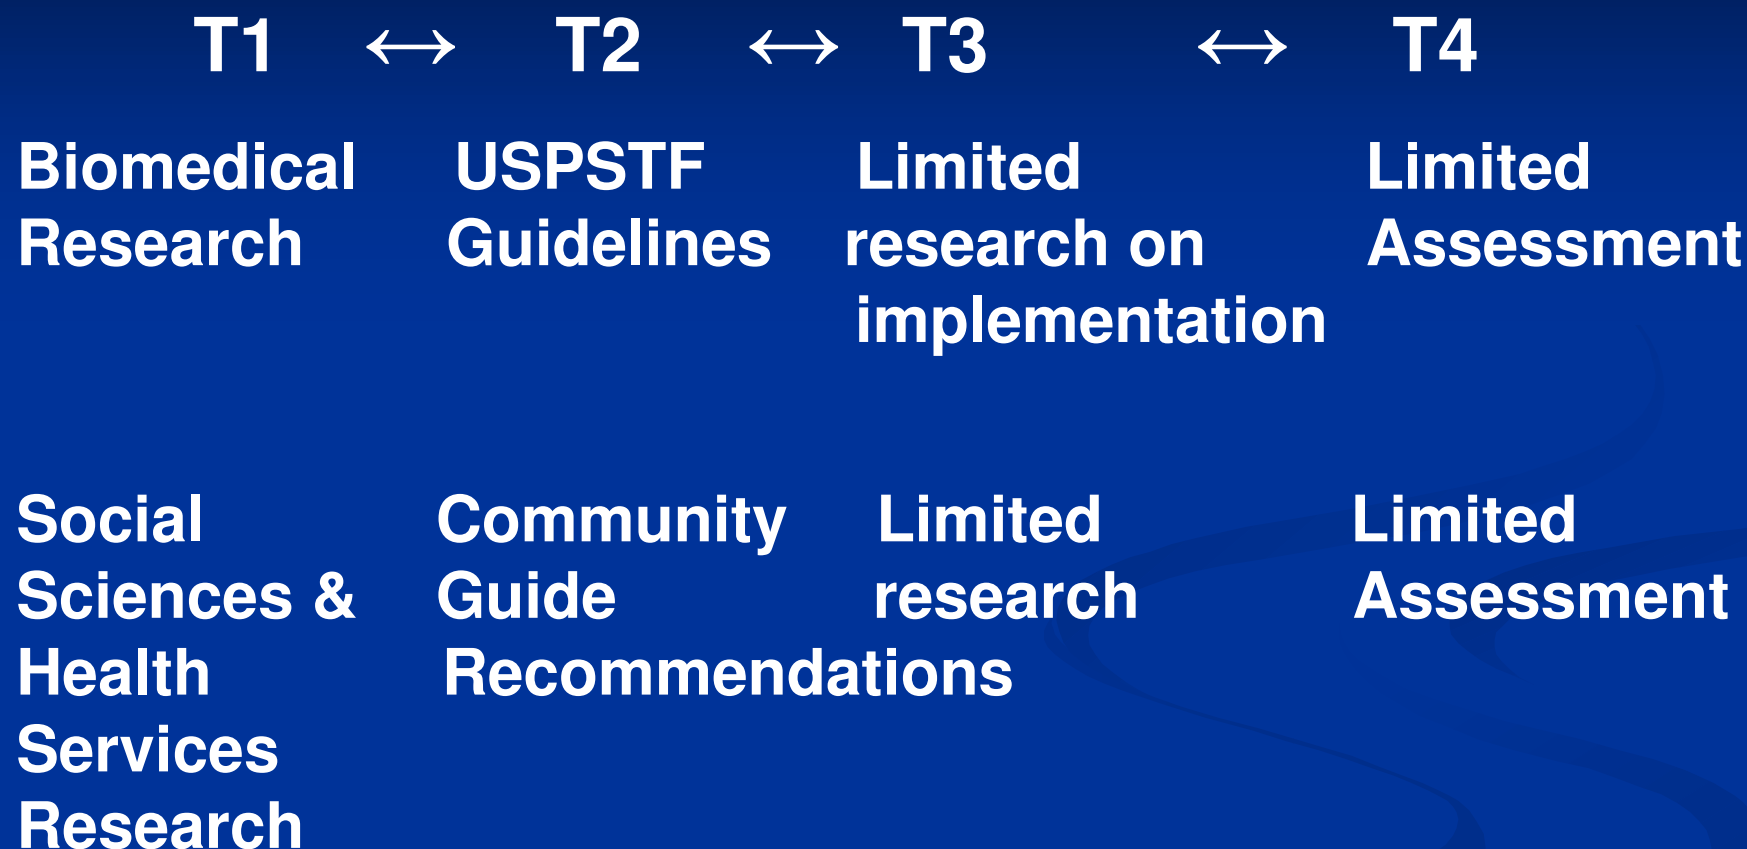 T1 ↔ T2 ↔ T3 ↔ T4
Biomedical USPSTF Limited Limited
Research Guidelines research on Assessment
implementation
Social Community Limited Limited
Sciences & Guide research Assessment
Health Recommendations
Services
Research